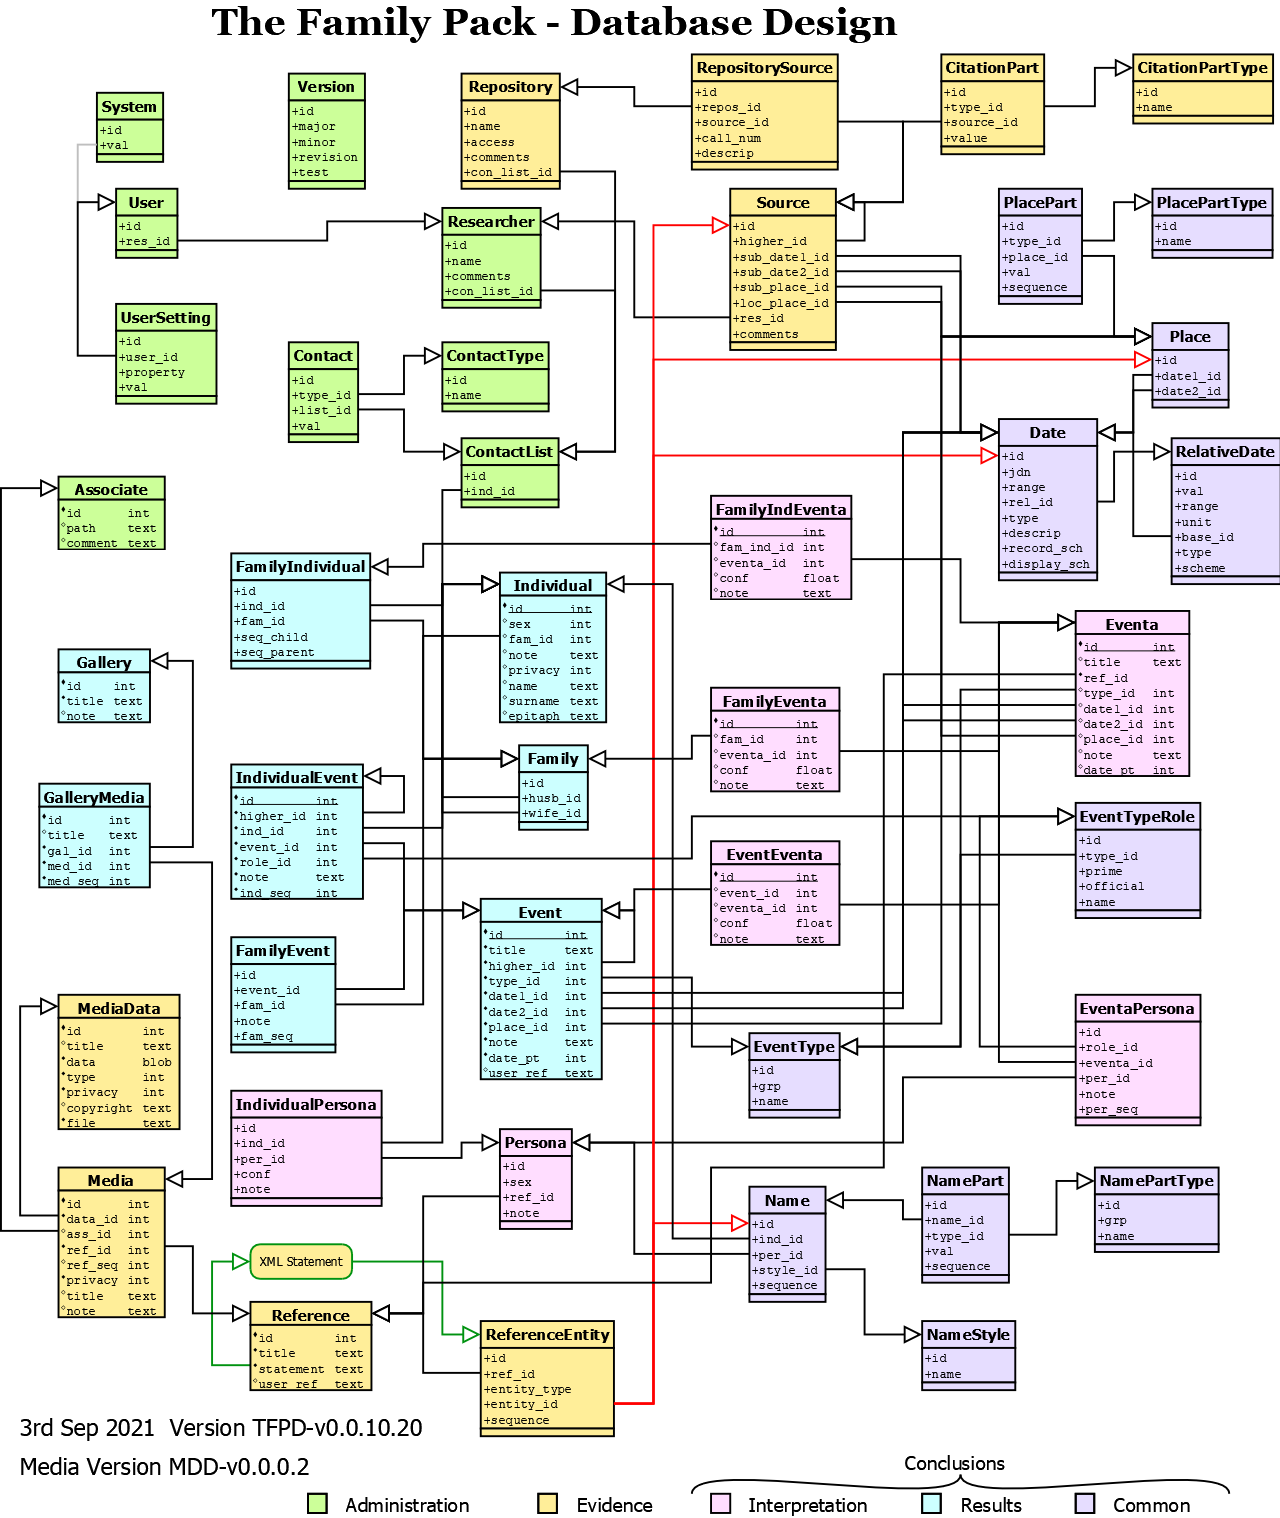 The Family Pack - Database Design
System
+id
+val
Version
+id
+major
+minor
+revision
+test
Repository
+id
+name
+access
+comments
+con_list_id
RepositorySource
+id
+repos_id
+source_id
+call_num
+descrip
CitationPart
+id
+type_id
+source_id
+value
CitationPartType
+id
+name
User
+id
+res_id
Researcher
+id
+name
+comments
+con_list_id
Source
+id
+higher_id
+sub_date1_id
+sub_date2_id
+sub_place_id
+loc_place_id
+res_id
+comments
PlacePart
+id
+type_id
+place_id
+val
+sequence
PlacePartType
+id
+name
UserSetting
+id
+user_id
+property
+val
Contact
+id
+type_id
+list_id
+val
ContactType
+id
+name
Place
+id
+date1_id
+date2_id
ContactList
+id
+ind_id
Date
+id
+jdn
+range
+rel_id
+type
+descrip
+record_sch
+display_sch
RelativeDate
+id
+val
+range
+unit
+base_id
+type
+scheme
Associate
id int
path text
comment text
FamilyIndividual
+id
+ind_id
+fam_id
+seq_child
+seq_parent
Individual
id int
sex int
fam_id int
note text
privacy int
name text
surname text
epitaph text
FamilyIndEventa
id int
fam_ind_id int
eventa_id int
conf float
note text
Eventa
id int
title text
ref_id
type_id int
date1_id int
date2_id int
place_id int
note text
date_pt int
Gallery
id int
title text
note text
FamilyEventa
id int
fam_id int
eventa_id int
conf float
note text
Family
+id
+husb_id
+wife_id
GalleryMedia
id int
title text
gal_id int
med_id int
med_seq int
IndividualEvent
id int
higher_id int
ind_id int
event_id int
role_id int
note text
ind_seq int
EventTypeRole
+id
+type_id
+prime
+official
+name
EventEventa
id int
event_id int
eventa_id int
conf float
note text
Event
id int
title text
higher_id int
type_id int
date1_id int
date2_id int
place_id int
note text
date_pt int
user_ref text
FamilyEvent
+id
+event_id
+fam_id
+note
+fam_seq
MediaData
id int
title text
data blob
type int
privacy int
copyright text
file text
EventType
+id
+grp
+name
EventaPersona
+id
+role_id
+eventa_id
+per_id
+note
+per_seq
IndividualPersona
+id
+ind_id
+per_id
+conf
+note
Persona
+id
+sex
+ref_id
+note
Media
id int
data_id int
ass_id int
ref_id int
ref_seq int
privacy int
title text
note text
Name
+id
+ind_id
+per_id
+style_id
+sequence
NamePart
+id
+name_id
+type_id
+val
+sequence
NamePartType
+id
+grp
+name
XML Statement
Reference
id int
title text
statement text
user_ref text
ReferenceEntity
+id
+ref_id
+entity_type
+entity_id
+sequence
NameStyle
+id
+name
3rd Sep 2021 Version TFPD-v0.0.10.20
Media Version MDD-v0.0.0.2
Conclusions
Administration
Evidence
Interpretation
Results
Common